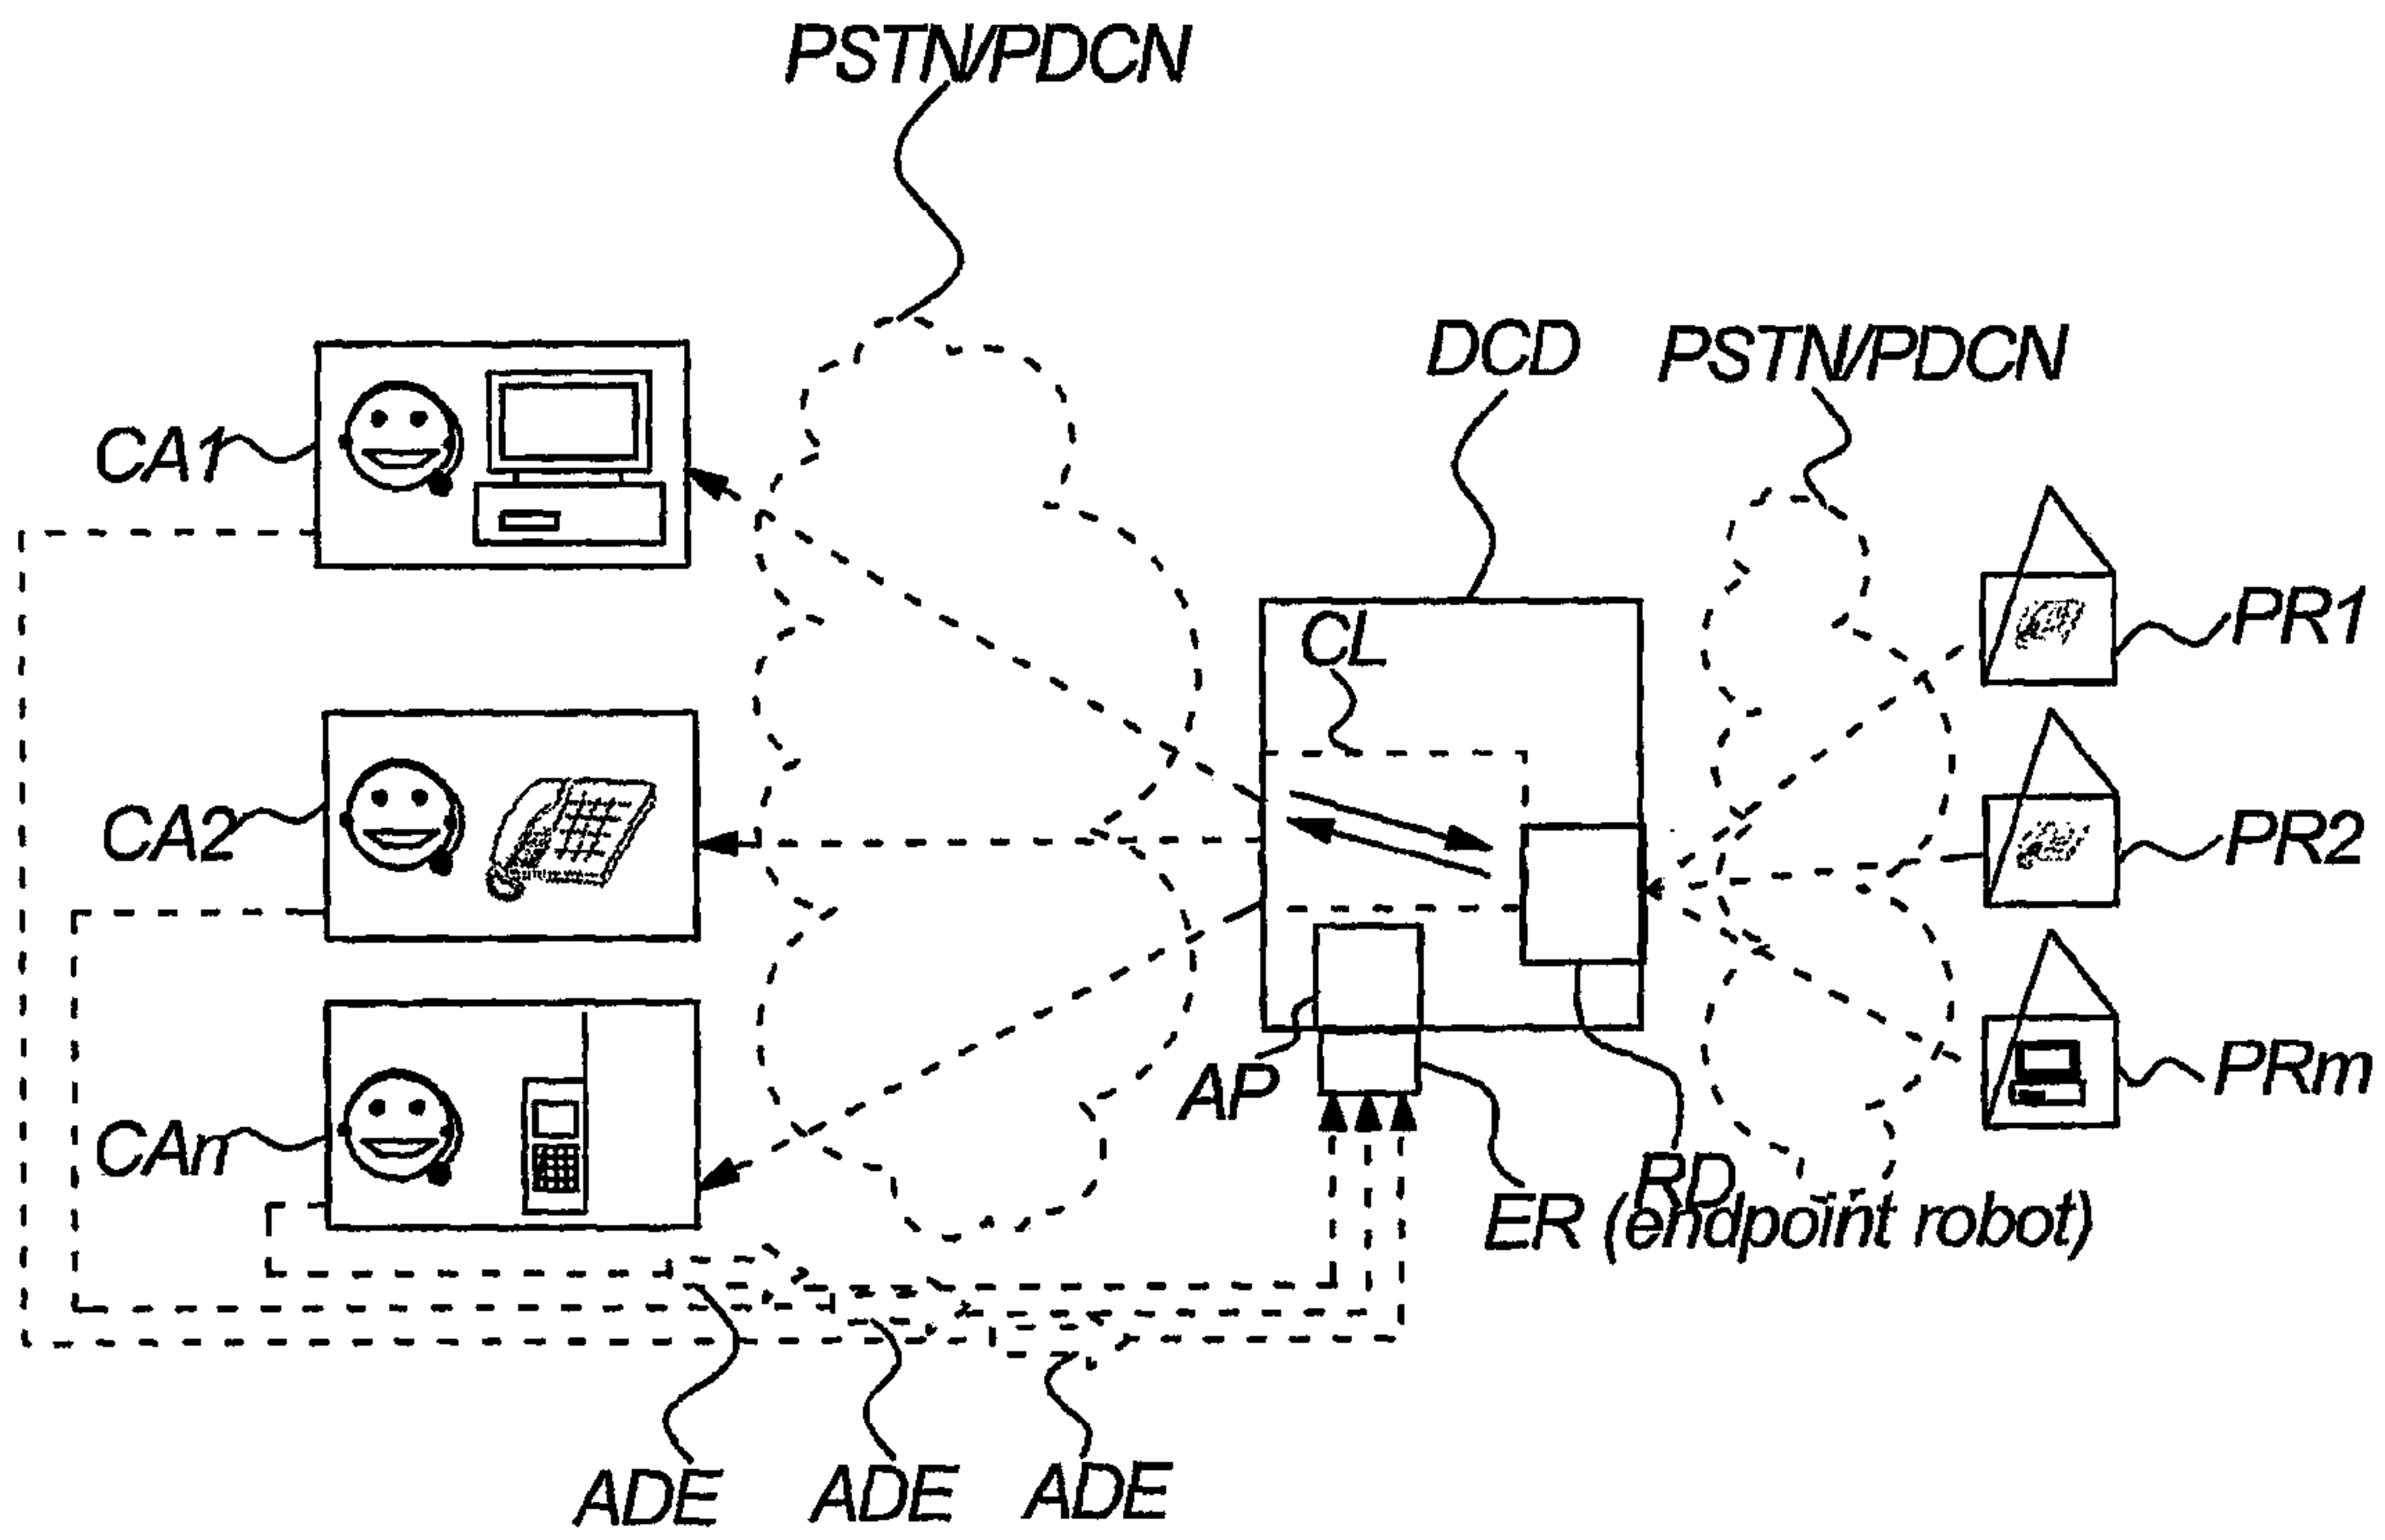 PSTN/PDCN
DCD
PSTN/PDCN
CA1
CL
PR1
CA2
PR2
AP
PRm
CAn
RD
ER (endpoint robot)
ADE
ADE
ADE